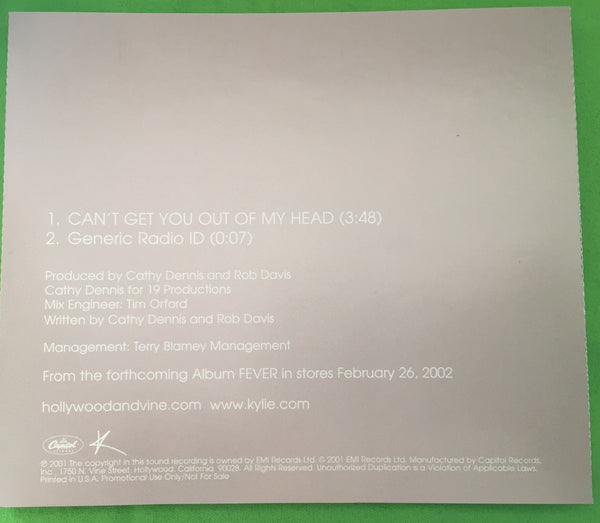 1. CAN'T GET YOU OUT OF MY HEAD (3:48)
2. Generic Radio ID (0:07)
Produced by Cathy Dennis and Rob Davis
Cathy Dennis for 19 Productions
Mix Engineer: Tim Orford
Written by Cathy Dennis and Rob Davis
Management: Terry Blamey Management
From the forthcoming Album FEVER in stores February 26, 2002
hollywoodandvine.com www.kylie.com
Capitol
K
℗ 2001 The copyright in this sound recording is owned by EMI Records Ltd. © 2001 EMI Records Ltd. Manufactured by Capitol Records,
Inc., 1750 N. Vine Street, Hollywood, California, 90028. All Rights Reserved. Unauthorized Duplication is a Violation of Applicable Laws.
Printed in U.S.A. Promotional Use Only/Not For Sale